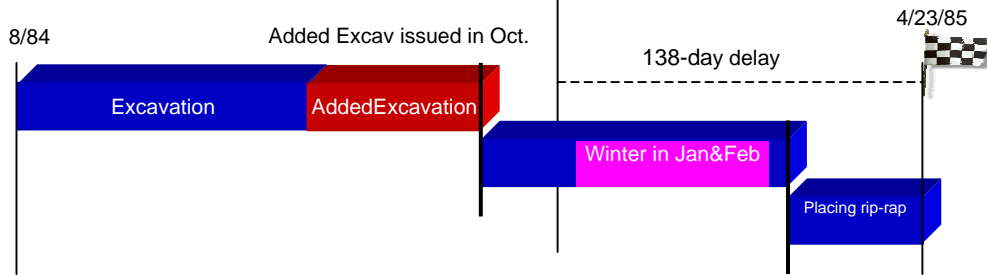 4/23/85
8/84
Added Excav issued in Oct.
138-day delay
Excavation
AddedExcavation
Winter in Jan&Feb
Placing rip-rap